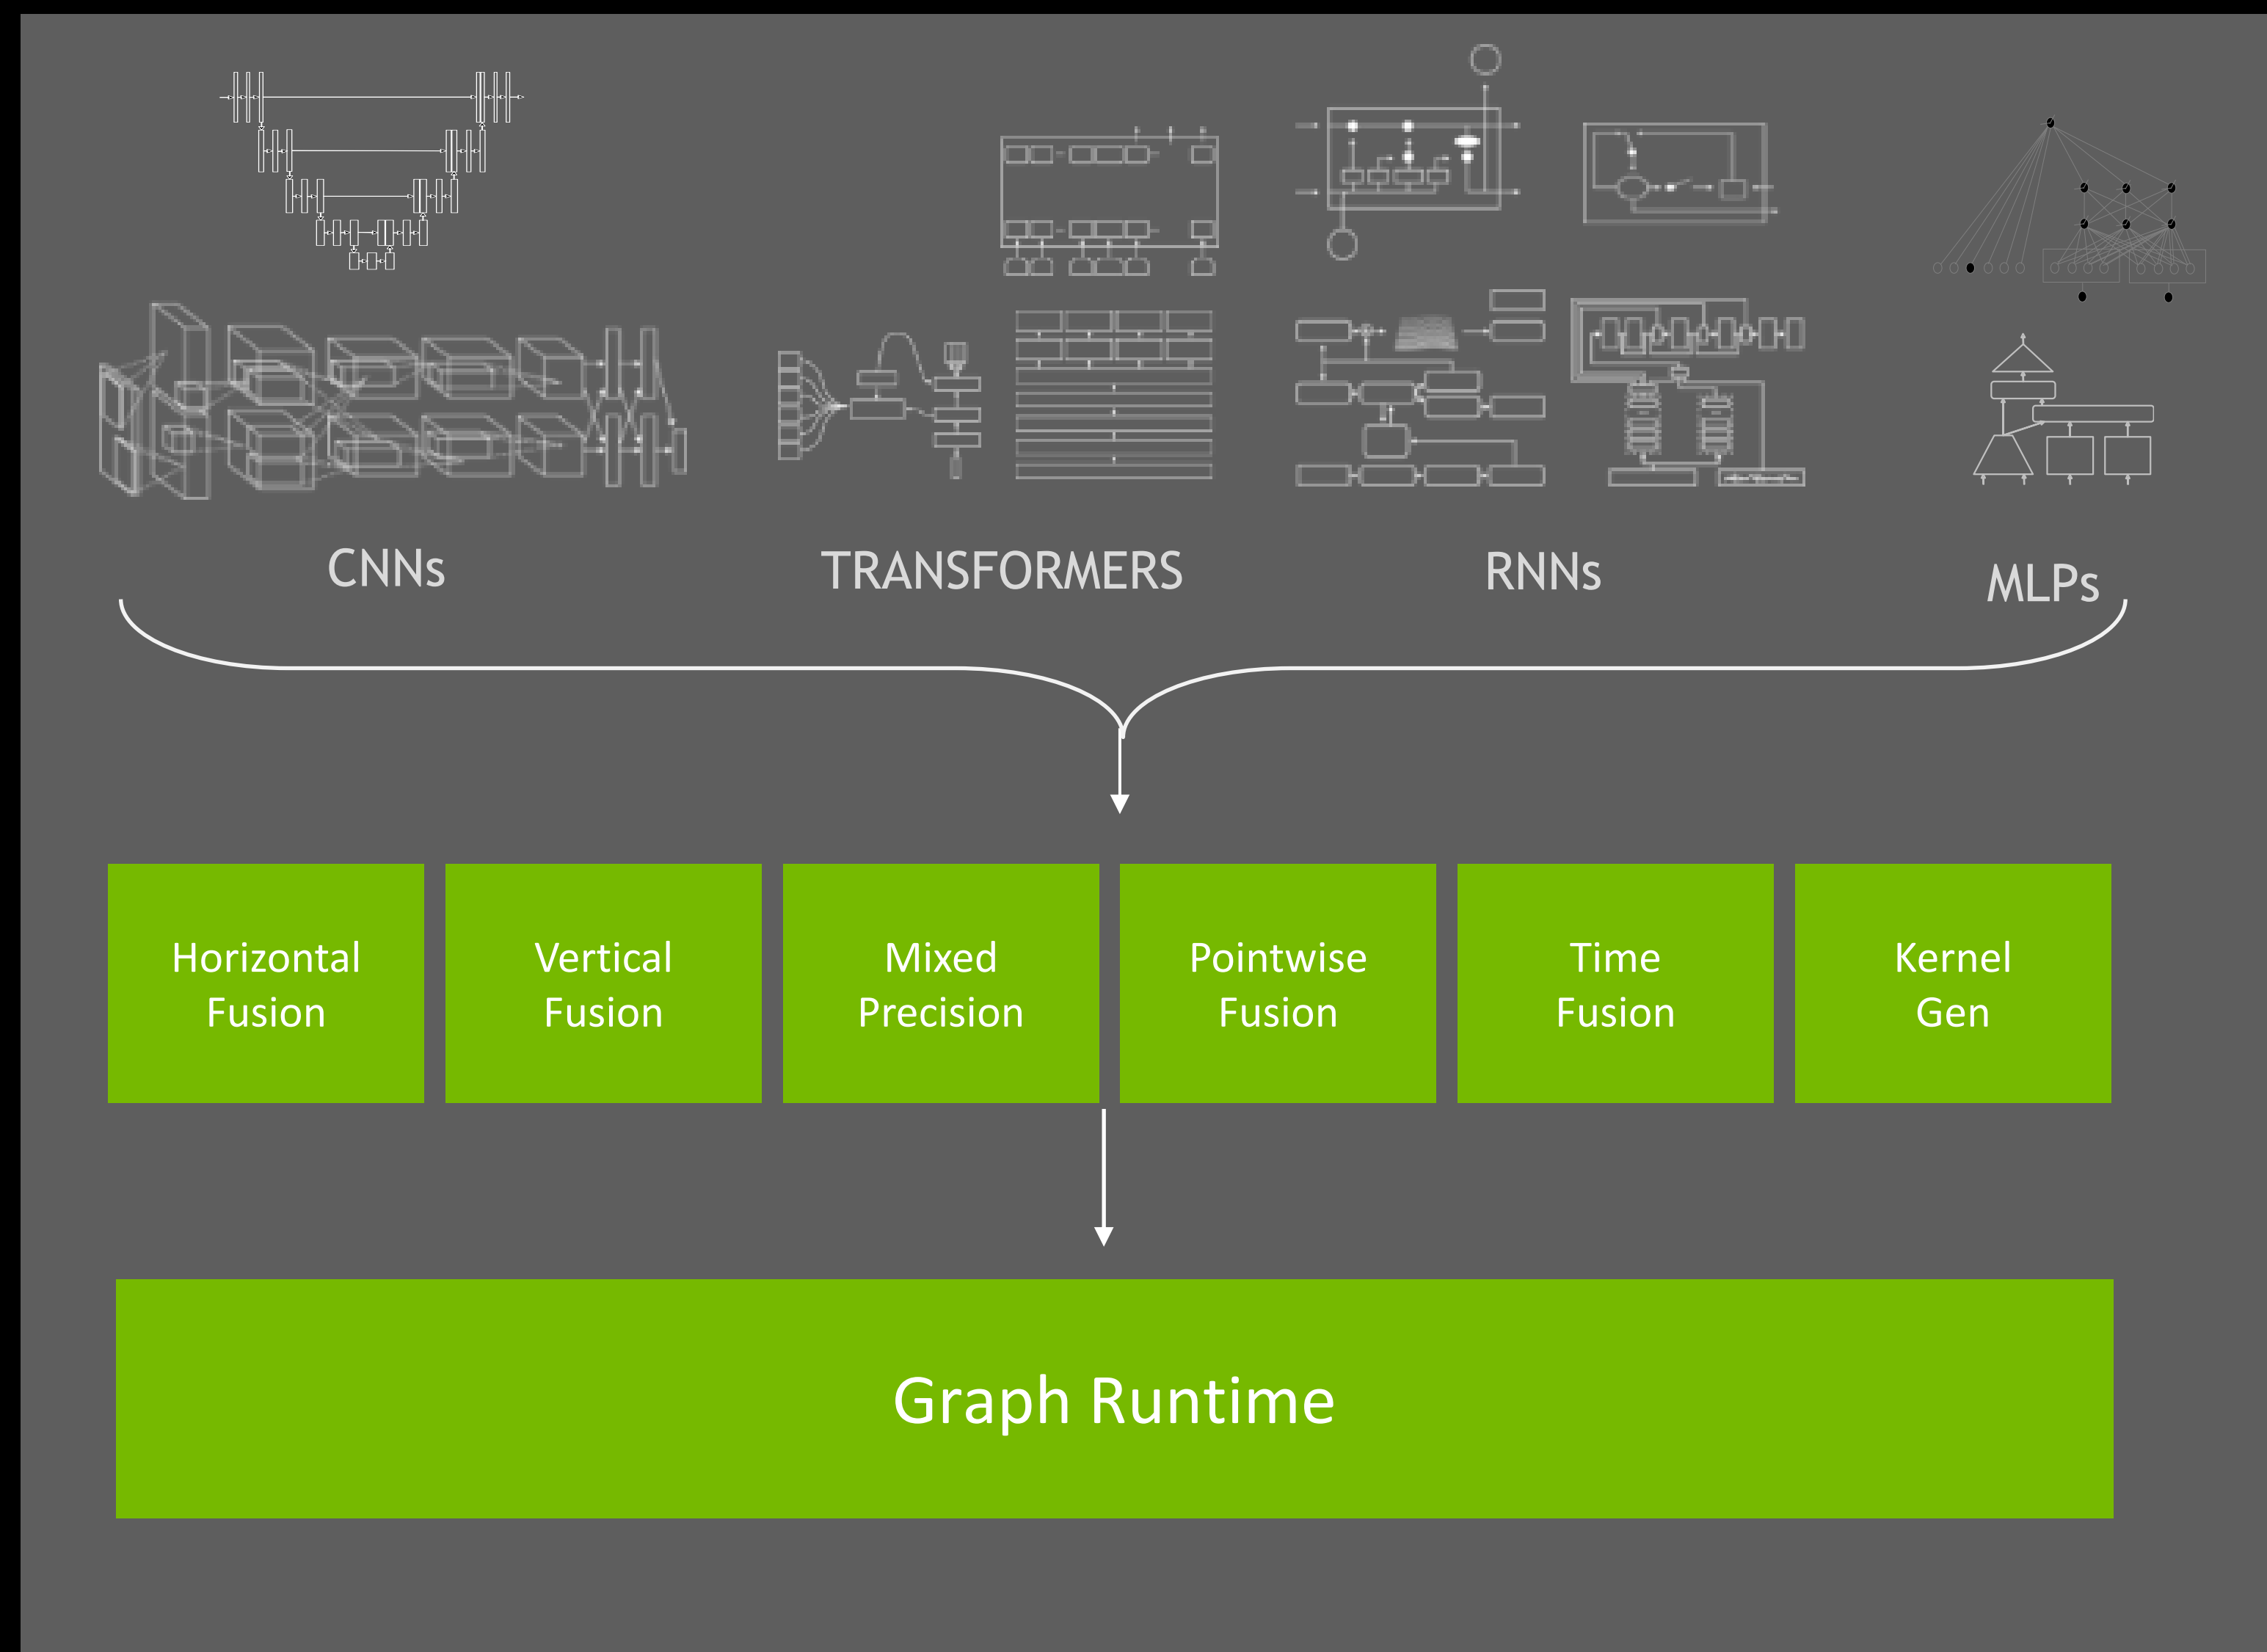 CNNs
TRANSFORMERS
RNNs
MLPs
Horizontal
Fusion
Vertical
Fusion
Mixed
Precision
Pointwise
Fusion
Time
Fusion
Kernel
Gen
Graph Runtime